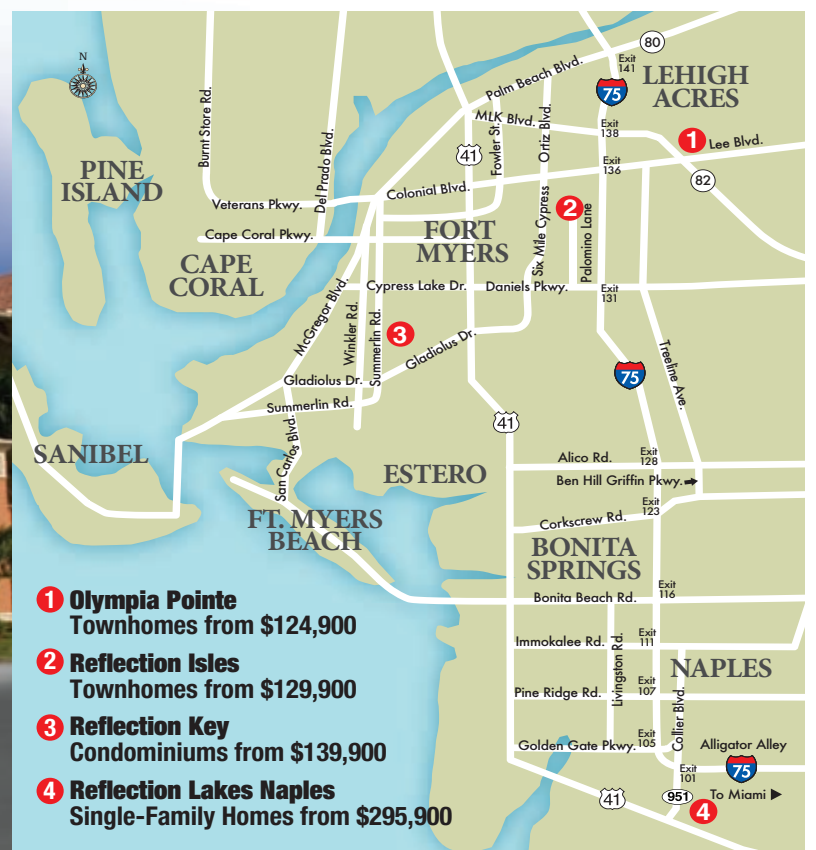 N
80
Exit
141
Palm Beach Blvd.
75
LEHIGH
ACRES
Burnt Store Rd.
Del Prado Blvd.
MLK Blvd.
Fowler St.
Ortiz Blvd.
Exit
138
1
Lee Blvd.
41
Exit
136
82
PINE
ISLAND
Veterans Pkwy.
Colonial Blvd.
2
Six Mile Cypress
Palomino Lane
Cape Coral Pkwy.
FORT
MYERS
CAPE
CORAL
McGregor Blvd.
Cypress Lake Dr.
Daniels Pkwy.
Exit
131
Winkler Rd.
Summerlin Rd.
3
Gladiolus Dr.
Treeline Ave.
75
Gladiolus Dr.
Summerlin Rd.
41
San Carlos Blvd.
SANIBEL
ESTERO
Alico Rd.
Exit
128
Ben Hill Griffin Pkwy.
Exit
123
FT. MYERS
BEACH
Corkscrew Rd.
BONITA
SPRINGS
Exit
116
Bonita Beach Rd.
Immokalee Rd.
Exit
111
Livingston Rd.
NAPLES
Pine Ridge Rd.
Exit
107
Collier Blvd.
Golden Gate Pkwy.
Exit
105
Alligator Alley
Exit
101
75
41
951
To Miami
4
1 Olympia Pointe
Townhomes from $124,900
2 Reflection Isles
Townhomes from $129,900
3 Reflection Key
Condominiums from $139,900
4 Reflection Lakes Naples
Single-Family Homes from $295,900